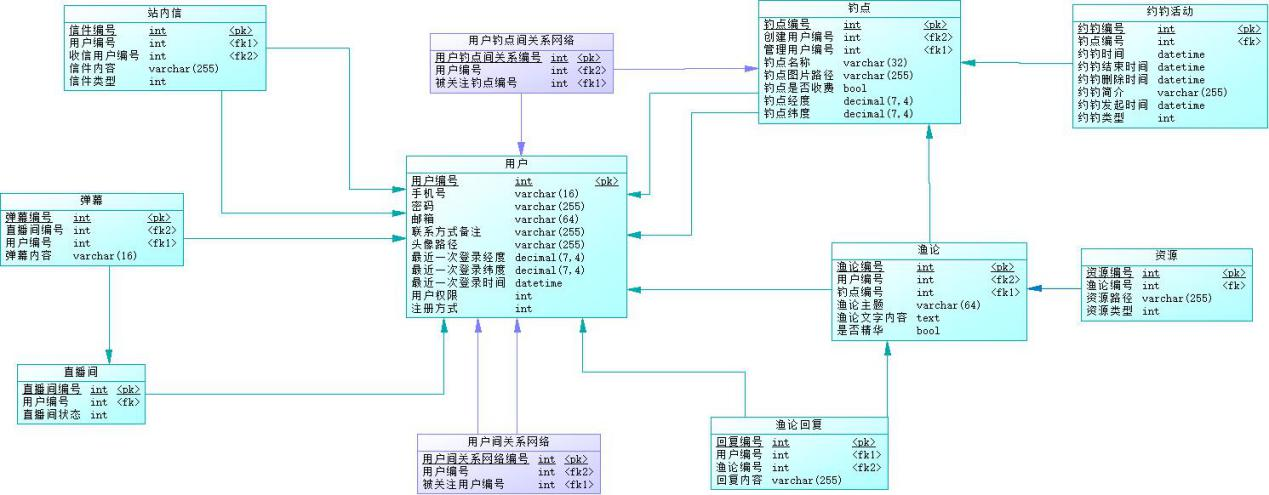 站内信
信件编号 int <pk>
用户编号 int <fk1>
收信用户编号 int <fk2>
信件内容 varchar(255)
信件类型 int
用户钓点间关系网络
用户钓点间关系编号 int <pk>
用户编号 int <fk2>
被关注钓点编号 int <fk1>
钓点
钓点编号 int <pk>
创建用户编号 int <fk2>
管理用户编号 int <fk1>
钓点名称 varchar(32)
钓点图片路径 varchar(255)
钓点是否收费 bool
钓点经度 decimal(7,4)
钓点纬度 decimal(7,4)
约钓活动
约钓编号 int <pk>
钓点编号 int <fk>
约钓时间 datetime
约钓结束时间 datetime
约钓删除时间 datetime
约钓简介 varchar(255)
约钓发起时间 datetime
约钓类型 int
用户
用户编号 int <pk>
手机号 varchar(16)
密码 varchar(255)
邮箱 varchar(64)
联系方式备注 varchar(255)
头像路径 varchar(255)
最近一次登录经度 decimal(7,4)
最近一次登录纬度 decimal(7,4)
最近一次登录时间 datetime
用户权限 int
注册方式 int
弹幕
弹幕编号 int <pk>
直播间编号 int <fk2>
用户编号 int <fk1>
弹幕内容 varchar(16)
渔论
渔论编号 int <pk>
用户编号 int <fk2>
钓点编号 int <fk1>
渔论主题 varchar(64)
渔论文字内容 text
是否精华 bool
资源
资源编号 int <pk>
渔论编号 int <fk>
资源路径 varchar(255)
资源类型 int
直播间
直播间编号 int <pk>
用户编号 int <fk>
直播间状态 int
用户间关系网络
用户间关系网络编号 int <pk>
用户编号 int <fk2>
被关注用户编号 int <fk1>
渔论回复
回复编号 int <pk>
用户编号 int <fk1>
渔论编号 int <fk2>
回复内容 varchar(255)